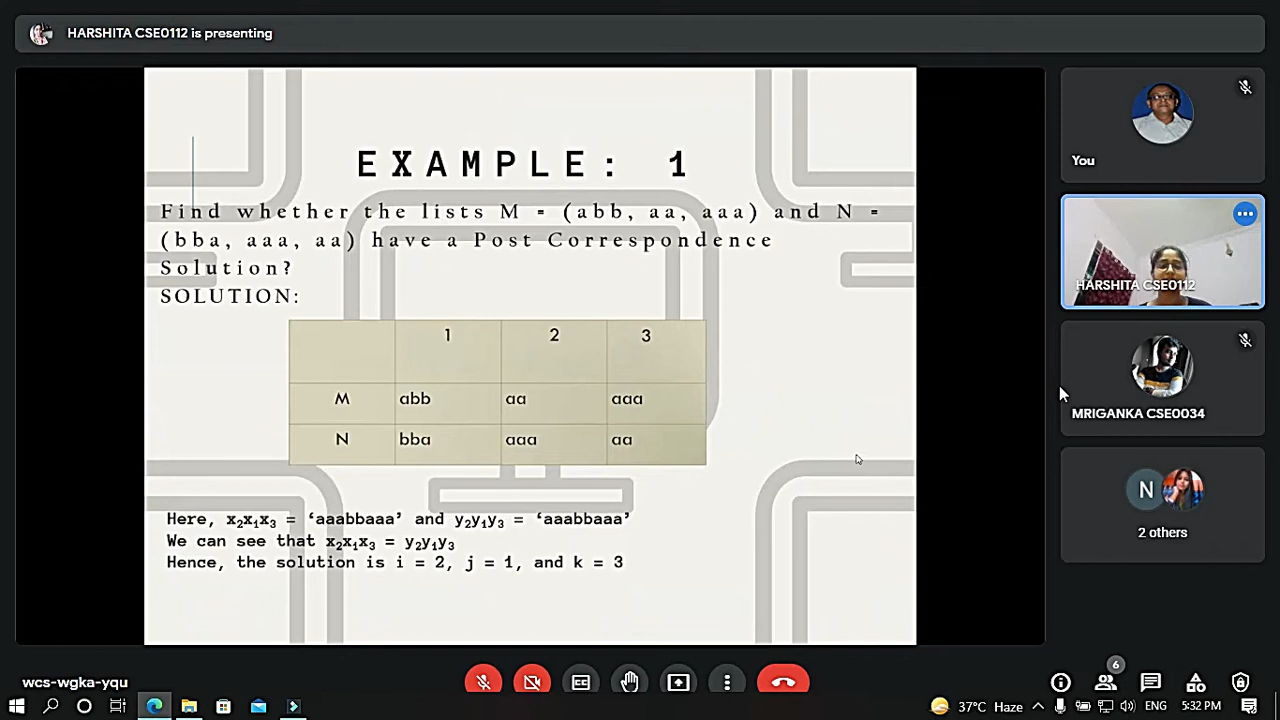 HARSHITA CSE0112 is presenting
EXAMPLE: 1
Find whether the lists M = (abb, aa, aaa) and N =
(bba, aaa, aa) have a Post Correspondence
Solution?
SOLUTION:
1 2 3
M abb aa aaa
N bba aaa aa
Here, x₂x₁x₃ = ‘aaabbaaa’ and y₂y₁y₃ = ‘aaabbaaa’
We can see that x₂x₁x₃ = y₂y₁y₃
Hence, the solution is i = 2, j = 1, and k = 3
You
HARSHITA CSE0112
MRIGANKA CSE0034
N
2 others
wcs-wgka-yqu
6
37°C Haze
ENG
5:32 PM